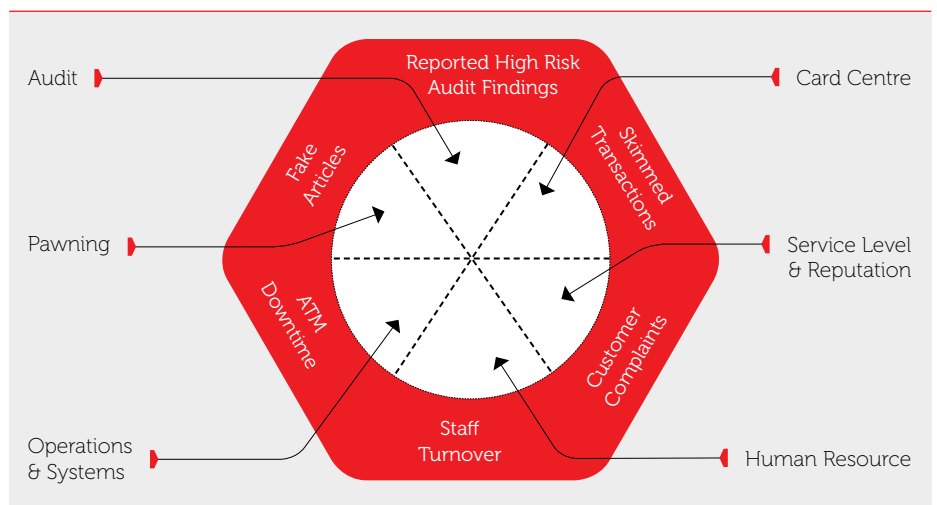 Reported High Risk
Audit Findings
Audit
Card Centre
Fake
Articles
Skimmed
Transactions
Pawning
Service Level
& Reputation
ATM
Downtime
Customer
Complaints
Staff
Turnover
Operations
& Systems
Human Resource